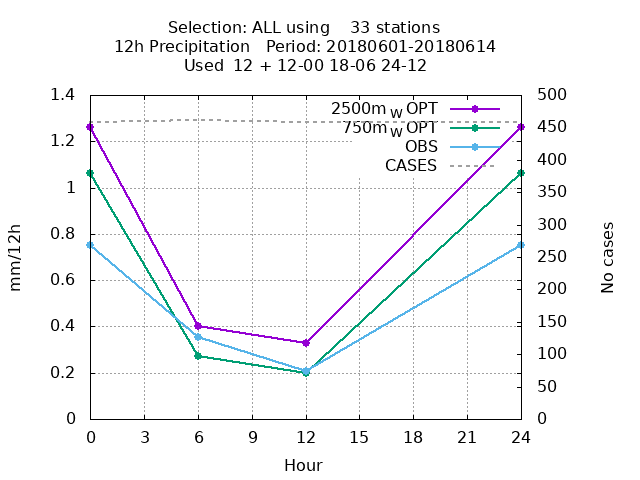 Selection: ALL using    33 stations
12h Precipitation   Period: 20180601-20180614
Used  12 + 12-00 18-06 24-12
2500m W OPT
750m W OPT
OBS
CASES
mm/12h
1.4
1.2
1
0.8
0.6
0.4
0.2
0
500
450
400
350
300
250
200
150
100
50
0
No cases
0 3 6 9 12 15 18 21 24
Hour